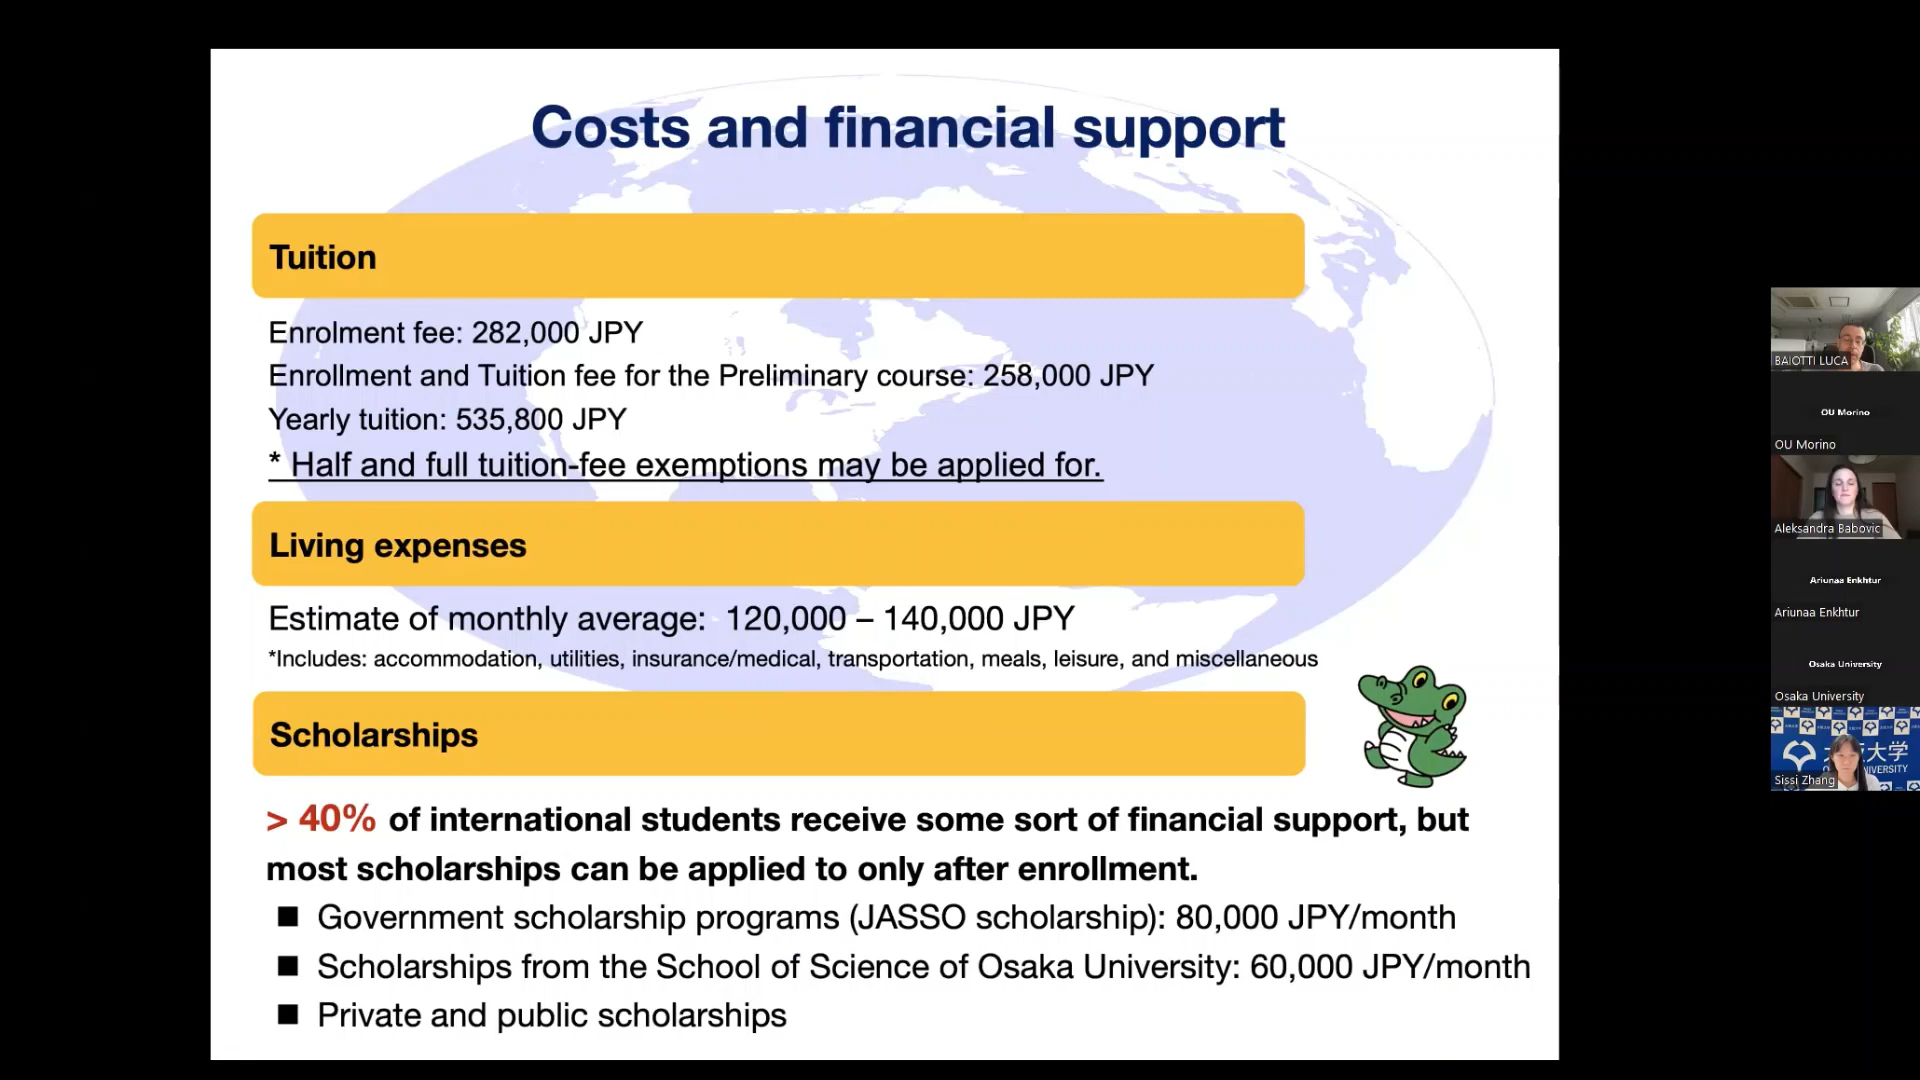 Costs and financial support
Tuition
Enrolment fee: 282,000 JPY
Enrollment and Tuition fee for the Preliminary course: 258,000 JPY
Yearly tuition: 535,800 JPY
* Half and full tuition-fee exemptions may be applied for.
Living expenses
Estimate of monthly average: 120,000 – 140,000 JPY
*Includes: accommodation, utilities, insurance/medical, transportation, meals, leisure, and miscellaneous
Scholarships
> 40% of international students receive some sort of financial support, but
most scholarships can be applied to only after enrollment.
■ Government scholarship programs (JASSO scholarship): 80,000 JPY/month
■ Scholarships from the School of Science of Osaka University: 60,000 JPY/month
■ Private and public scholarships
BAIOTTI LUCA
OU Morino
OU Morino
Aleksandra Babovic
Ariunaa Enkhtur
Ariunaa Enkhtur
Osaka University
Osaka University
大学
Sissi Zhang